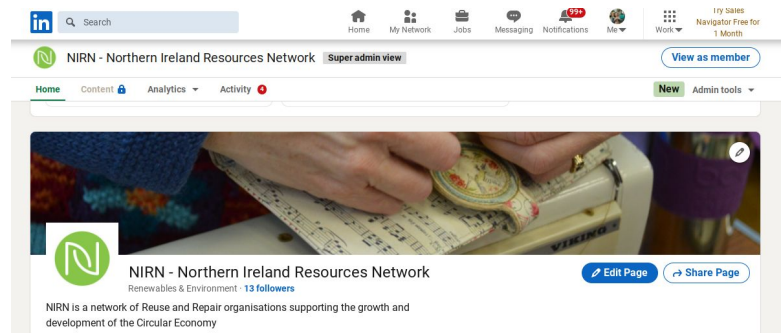 in
Search
Home
My Network
Jobs
Messaging
99+
Notifications
Me
Work
Try Sales
Navigator Free for
1 Month
NIRN - Northern Ireland Resources Network
Super admin view
View as member
Home
Content
Analytics
Activity 4
New
Admin tools
VIKING
NIRN - Northern Ireland Resources Network
Renewables & Environment · 13 followers
Edit Page
Share Page
NIRN is a network of Reuse and Repair organisations supporting the growth and
development of the Circular Economy